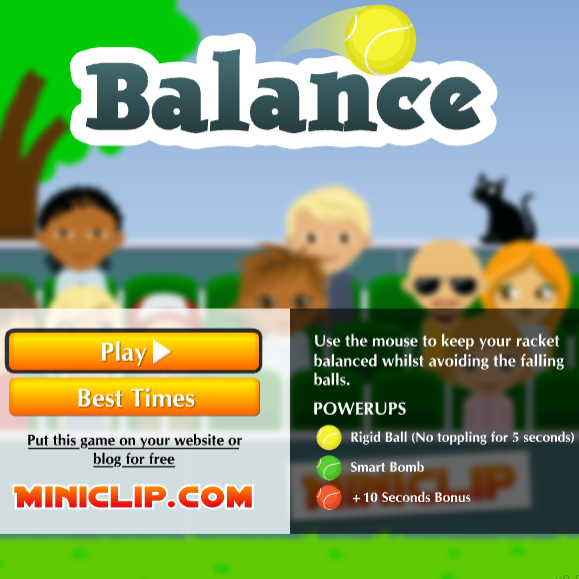 Balance
Play
Best Times
Put this game on your website or
blog for free
MINICLIP.COM
Use the mouse to keep your racket
balanced whilst avoiding the falling
balls.
POWERUPS
Rigid Ball (No toppling for 5 seconds)
Smart Bomb
+10 Seconds Bonus